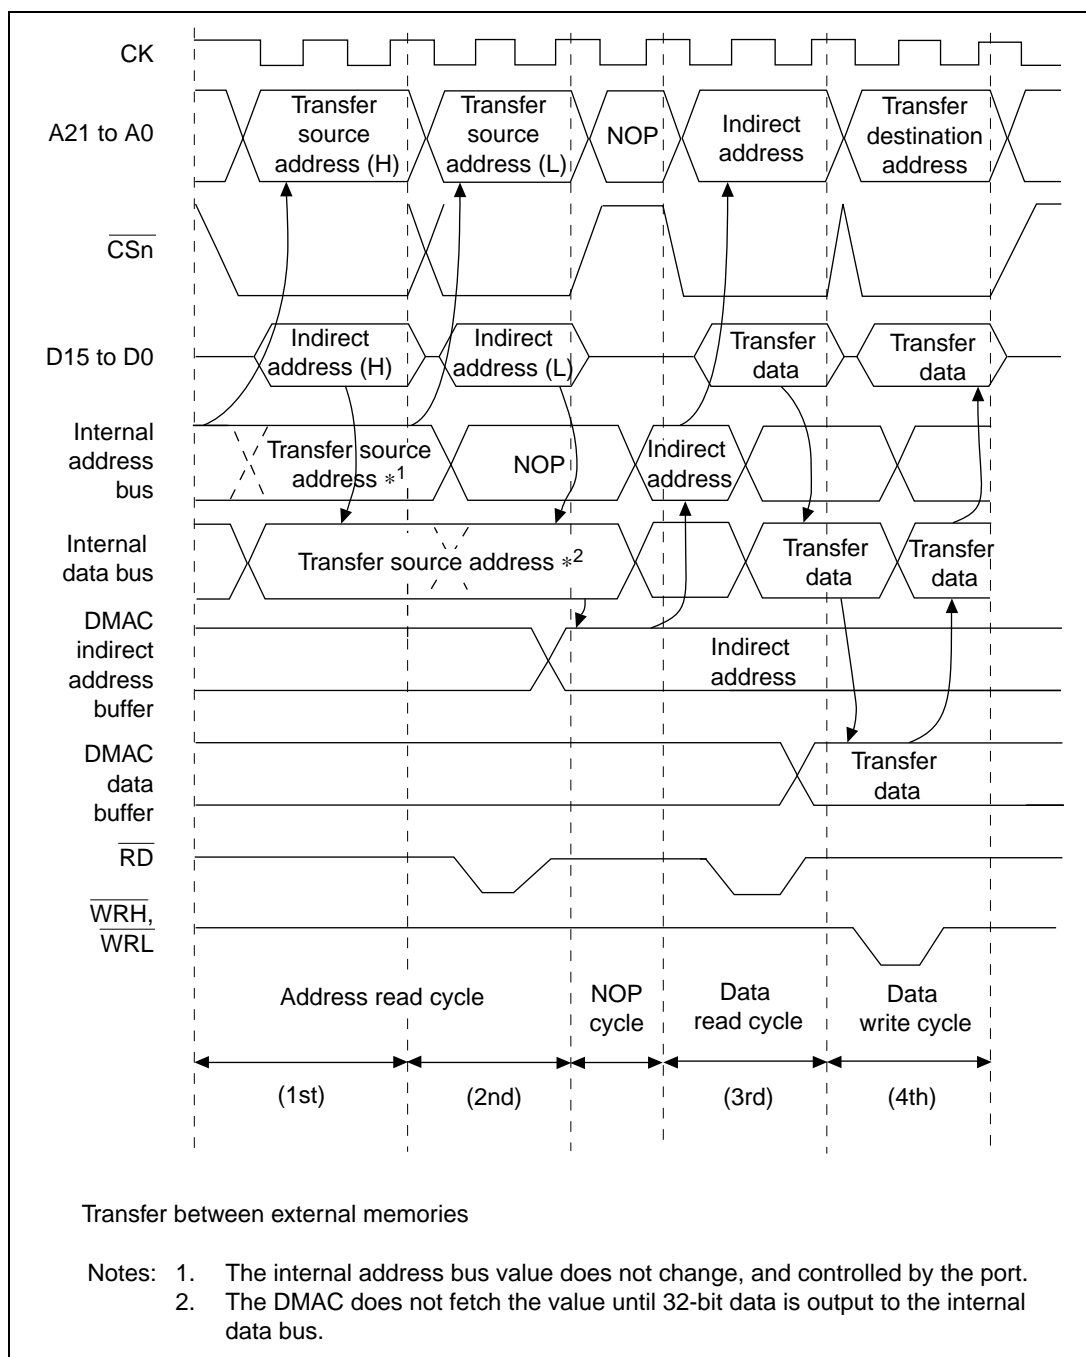 CK
A21 to A0
Transfer
source
address (H)
Transfer
source
address (L)
NOP
Indirect
address
Transfer
destination
address
CSn
D15 to D0
Indirect
address (H)
Indirect
address (L)
Transfer
data
Transfer
data
Internal
address
bus
Transfer source
address *1
NOP
Indirect
address
Internal
data bus
Transfer source address *2
Transfer
data
Transfer
data
DMAC
indirect
address
buffer
Indirect
address
DMAC
data
buffer
Transfer
data
RD
WRH,
WRL
Address read cycle
NOP
cycle
Data
read cycle
Data
write cycle
(1st)
(2nd)
(3rd)
(4th)
Transfer between external memories
Notes: 1. The internal address bus value does not change, and controlled by the port.
2. The DMAC does not fetch the value until 32-bit data is output to the internal
data bus.